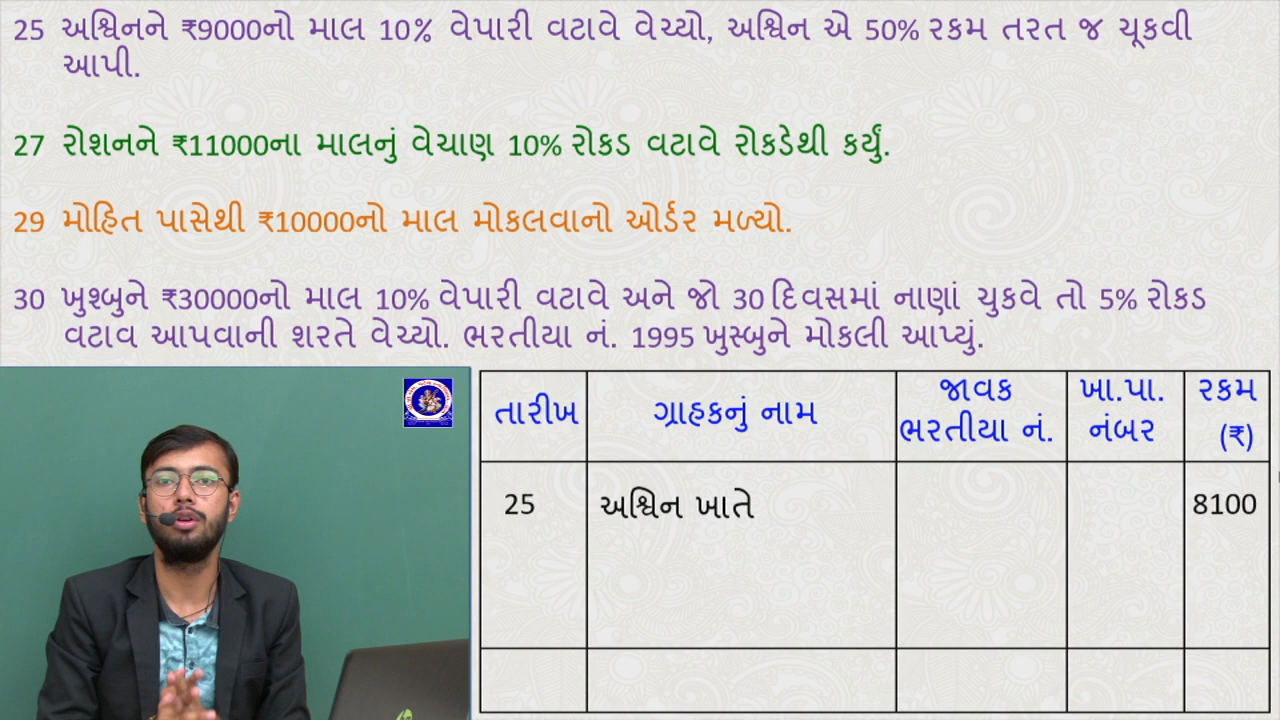 25 અશ્વિનને ₹9000નો માલ 10% વેપારી વટાવે વેચ્યો, અશ્વિન એ 50% રકમ તરત જ ચૂકવી
આપી.
27 રોશનને ₹11000ના માલનું વેચાણ 10% રોકડ વટાવે રોકડેથી કર્યું.
29 મોહિત પાસેથી ₹10000નો માલ મોકલવાનો ઓર્ડર મળ્યો.
30 ખુશ્બુને ₹30000નો માલ 10% વેપારી વટાવે અને જો 30 દિવસમાં નાણાં ચુકવે તો 5% રોકડ
વટાવ આપવાની શરતે વેચ્યો. ભરતીયા નં. 1995 ખુસ્બુને મોકલી આપ્યું.
તારીખ ગ્રાહકનું નામ જાવક ભરતીયા નં. ખા.પા. નંબર રકમ (₹)
25 અશ્વિન ખાતે 8100